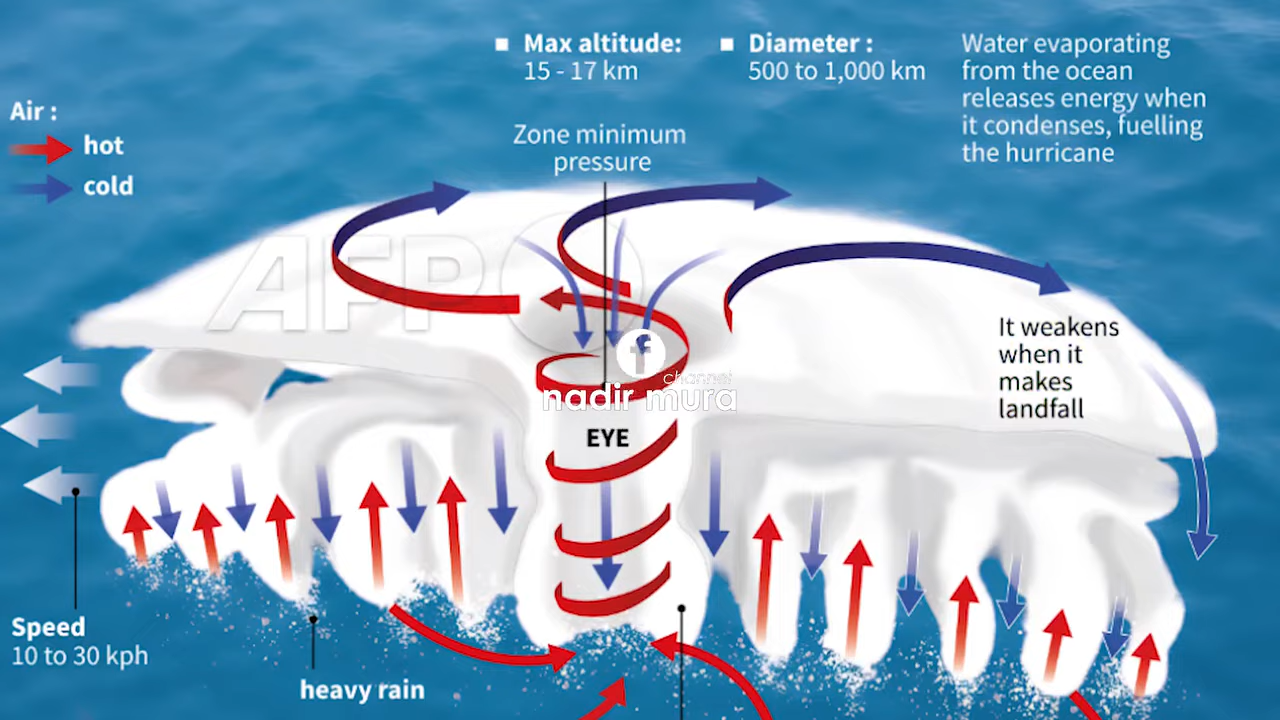 Max altitude:
15 - 17 km
Diameter :
500 to 1,000 km
Water evaporating
from the ocean
releases energy when
it condenses, fuelling
the hurricane
Air :
hot
cold
Zone minimum
pressure
AFP
It weakens
when it
makes
landfall
f
channel
nadir mura
EYE
Speed
10 to 30 kph
heavy rain